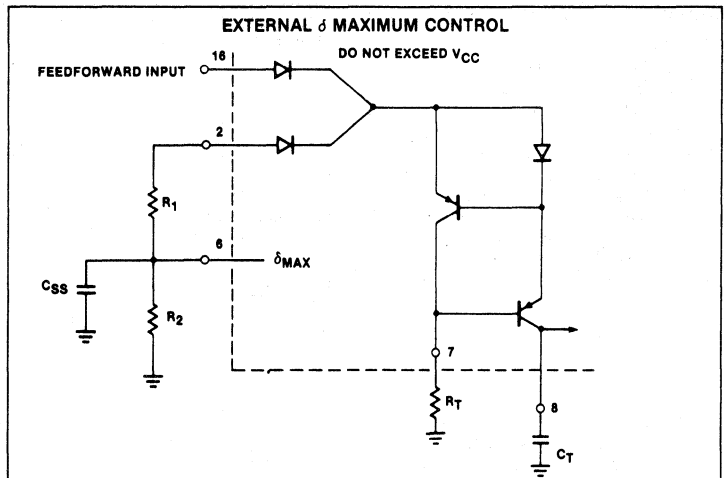 EXTERNAL δ MAXIMUM CONTROL
DO NOT EXCEED VCC
16
FEEDFORWARD INPUT
2
R1
6
δMAX
CSS
R2
7
RT
8
CT